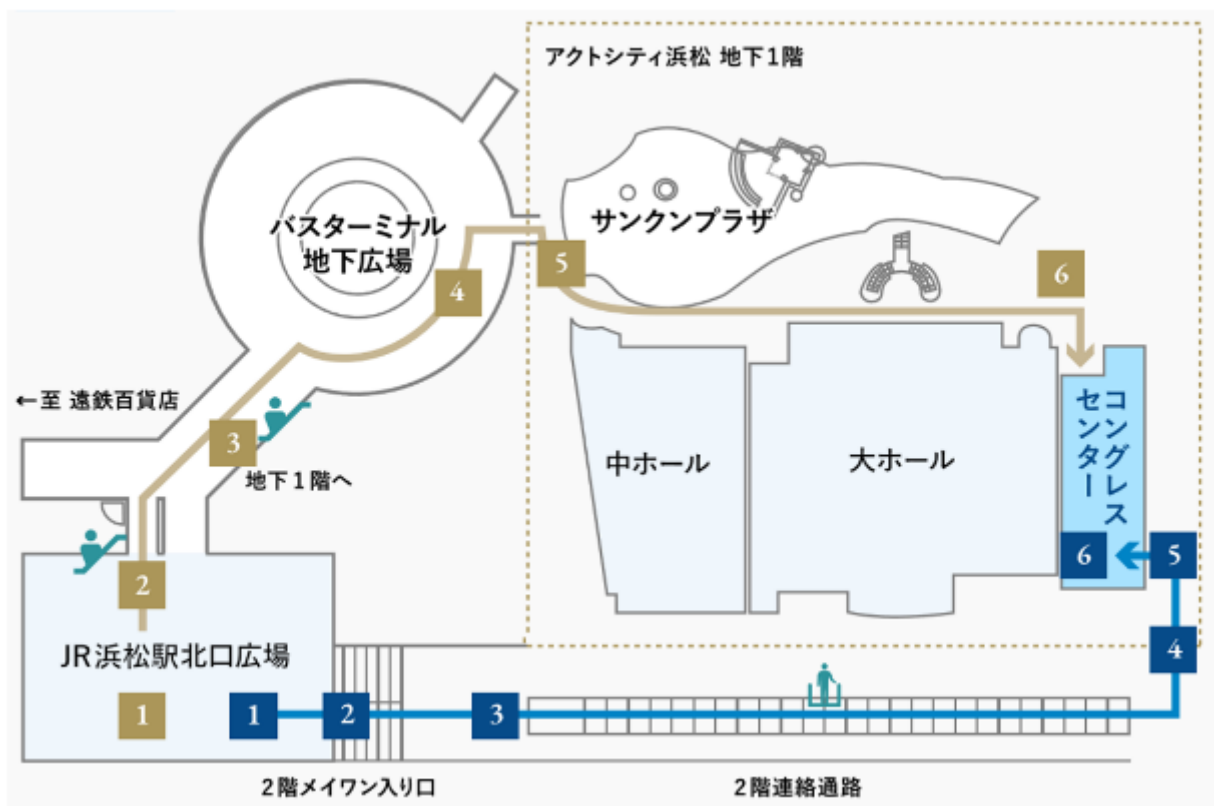 アクトシティ浜松 地下1階
バスターミナル
地下広場
サンクンプラザ
4
5
6
←至 遠鉄百貨店
3
地下1階へ
中ホール
大ホール
コングレス
センター
2
6
5
JR浜松駅北口広場
4
1
1
2
3
2階メイワン入り口
2階連絡通路